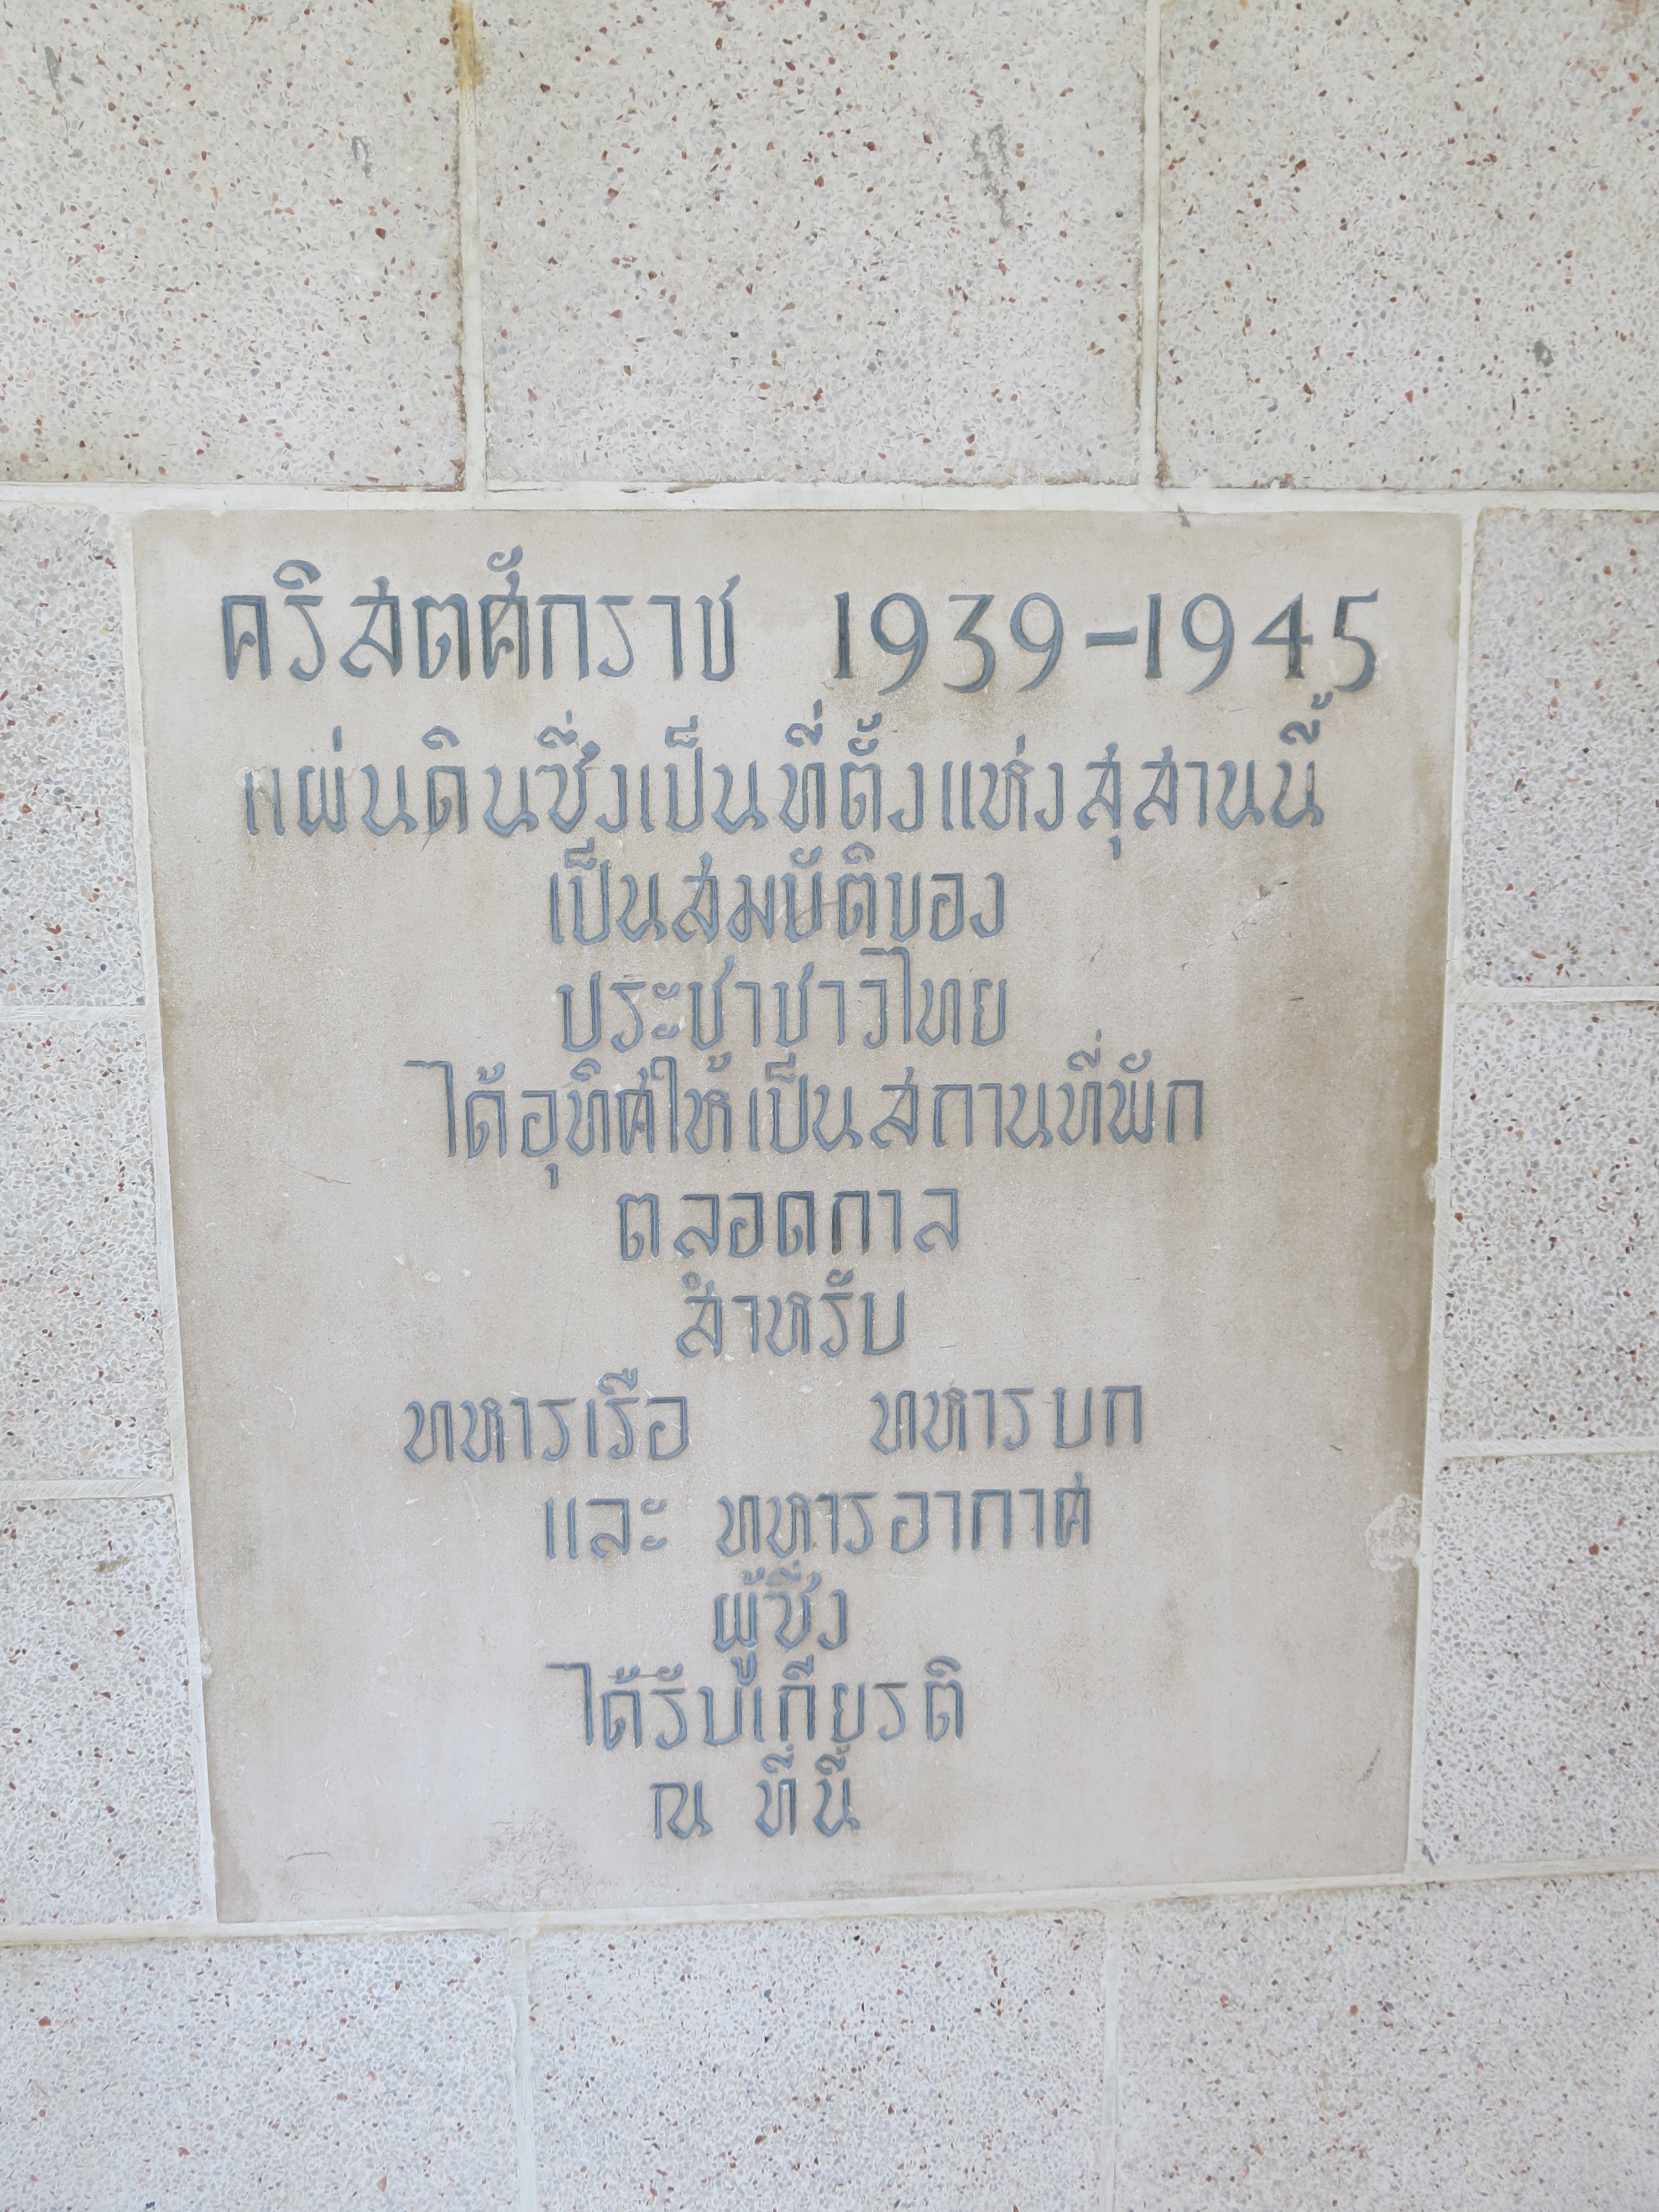 คริสตศักราช 1939-1945
แผ่นดินซึ่งเป็นที่ตั้งแห่งสุสานนี้
เป็นสมบัติของ
ประชาชาวไทย
ได้อุทิศให้เป็นสถานที่พัก
ตลอดกาล
สำหรับ
ทหารเรือ ทหารบก
และ ทหารอากาศ
ผู้ซึ่ง
ได้รับเกียรติ
ณ ที่นี้